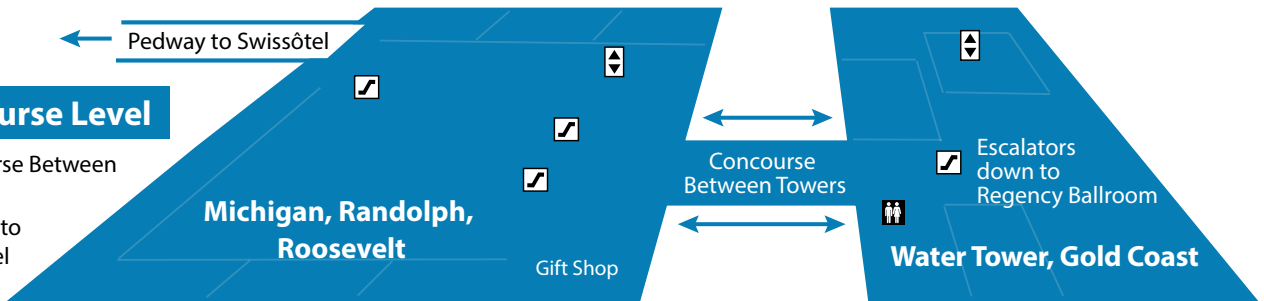 Pedway to Swissôtel
urse Level
rse Between
to
el
Michigan, Randolph,
Roosevelt
Gift Shop
Concourse
Between Towers
Escalators
down to
Regency Ballroom
Water Tower, Gold Coast